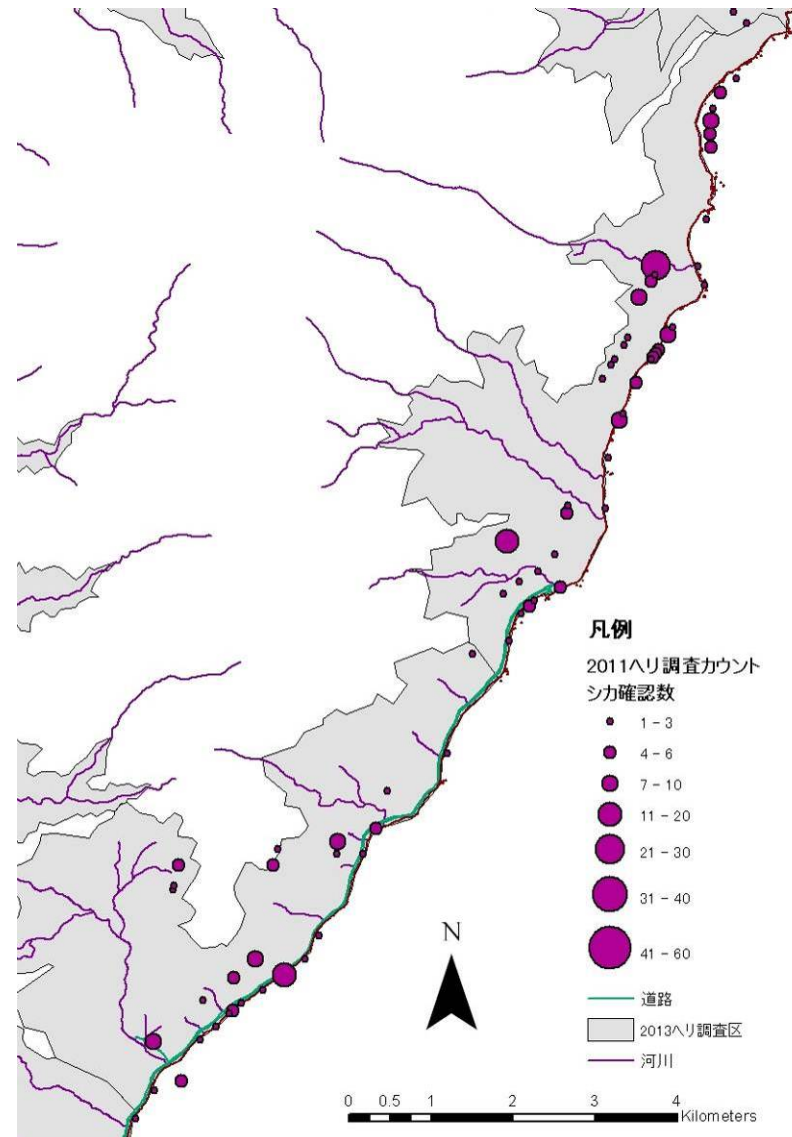 凡例
2011ヘリ調査カウント
シカ確認数
1 - 3
4 - 6
7 - 10
11 - 20
21 - 30
31 - 40
41 - 60
道路
2013ヘリ調査区
河川
N
0 0.5 1 2 3 4
Kilometers